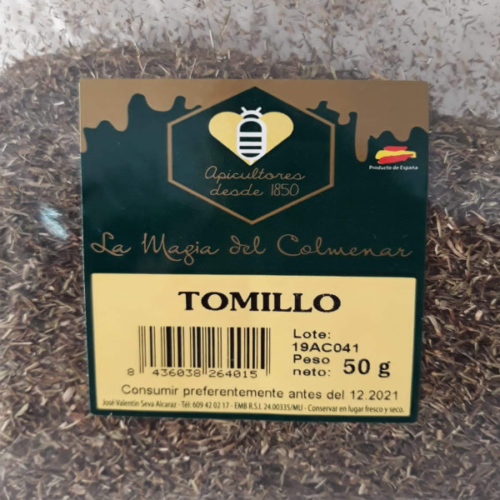 Apicultores
desde 1850
Producto de España
La Magia del Colmenar
TOMILLO
Lote:
19AC041
Peso
neto: 50 g
8 436038 264015
Consumir preferentemente antes del 12.2021
José Valentín Seva Alcaraz - Tél: 609 42 02 17 - EMB R.S.I. 24.00335/MU - Conservar en lugar fresco y seco.